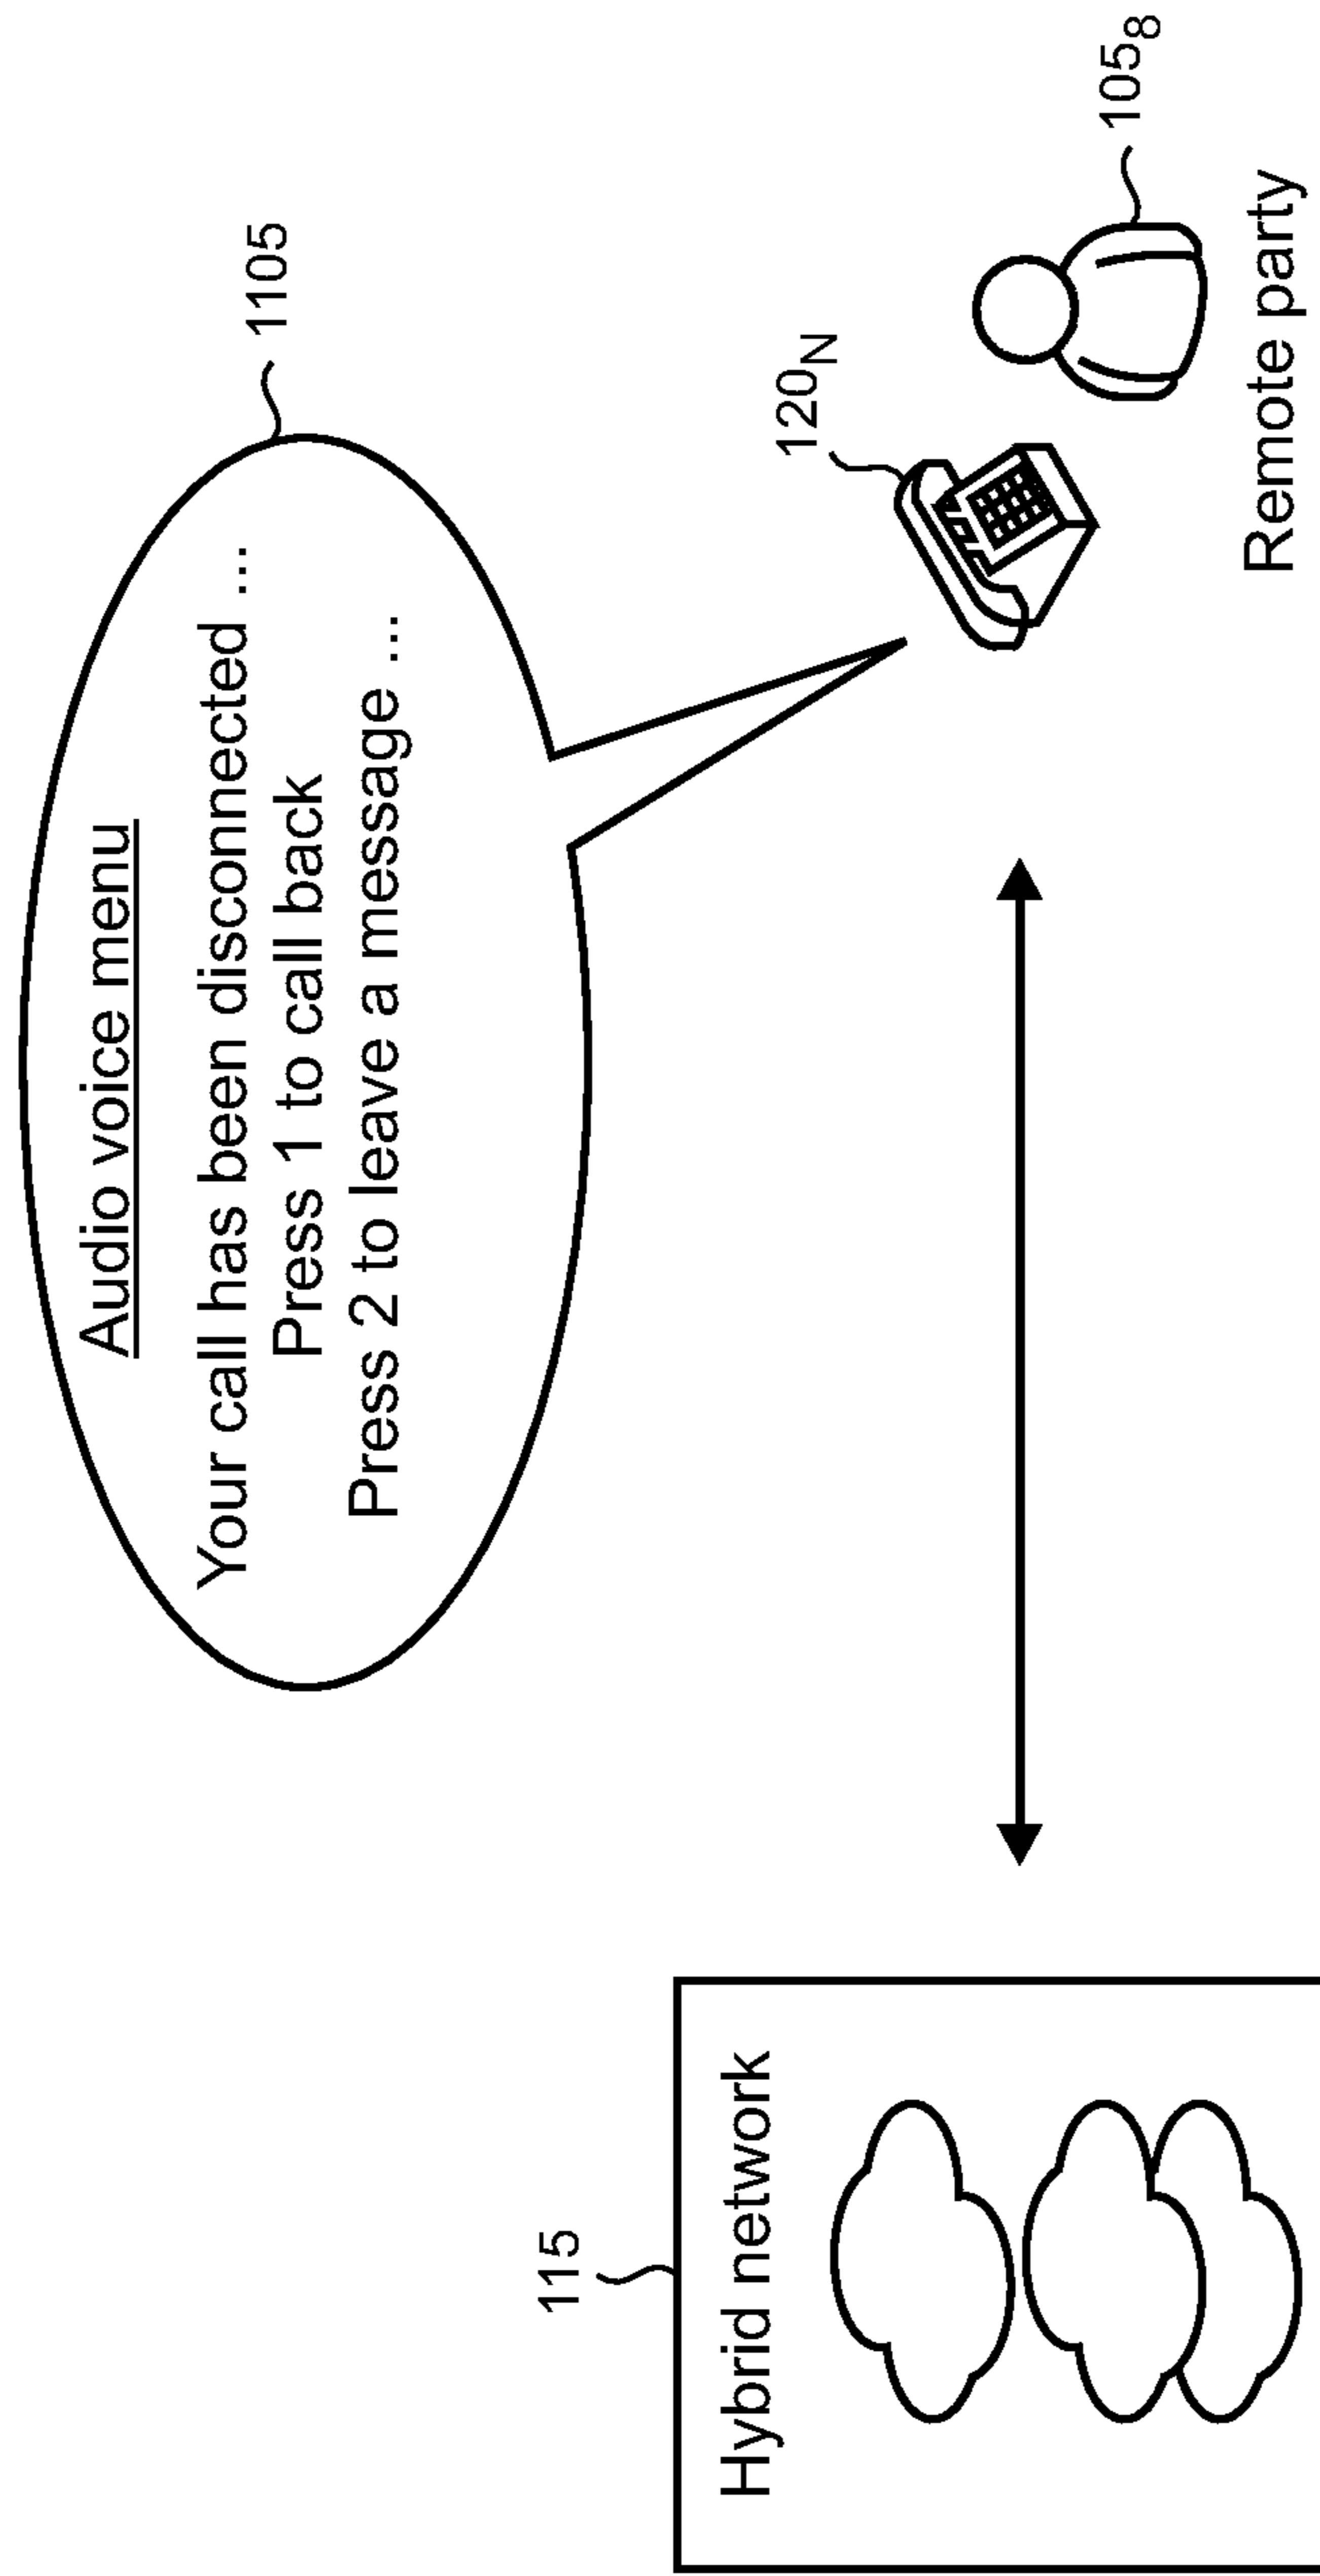 1105
Audio voice menu
Your call has been disconnected ...
Press 1 to call back
Press 2 to leave a message ...
115
Hybrid network
120N
1058
Remote party